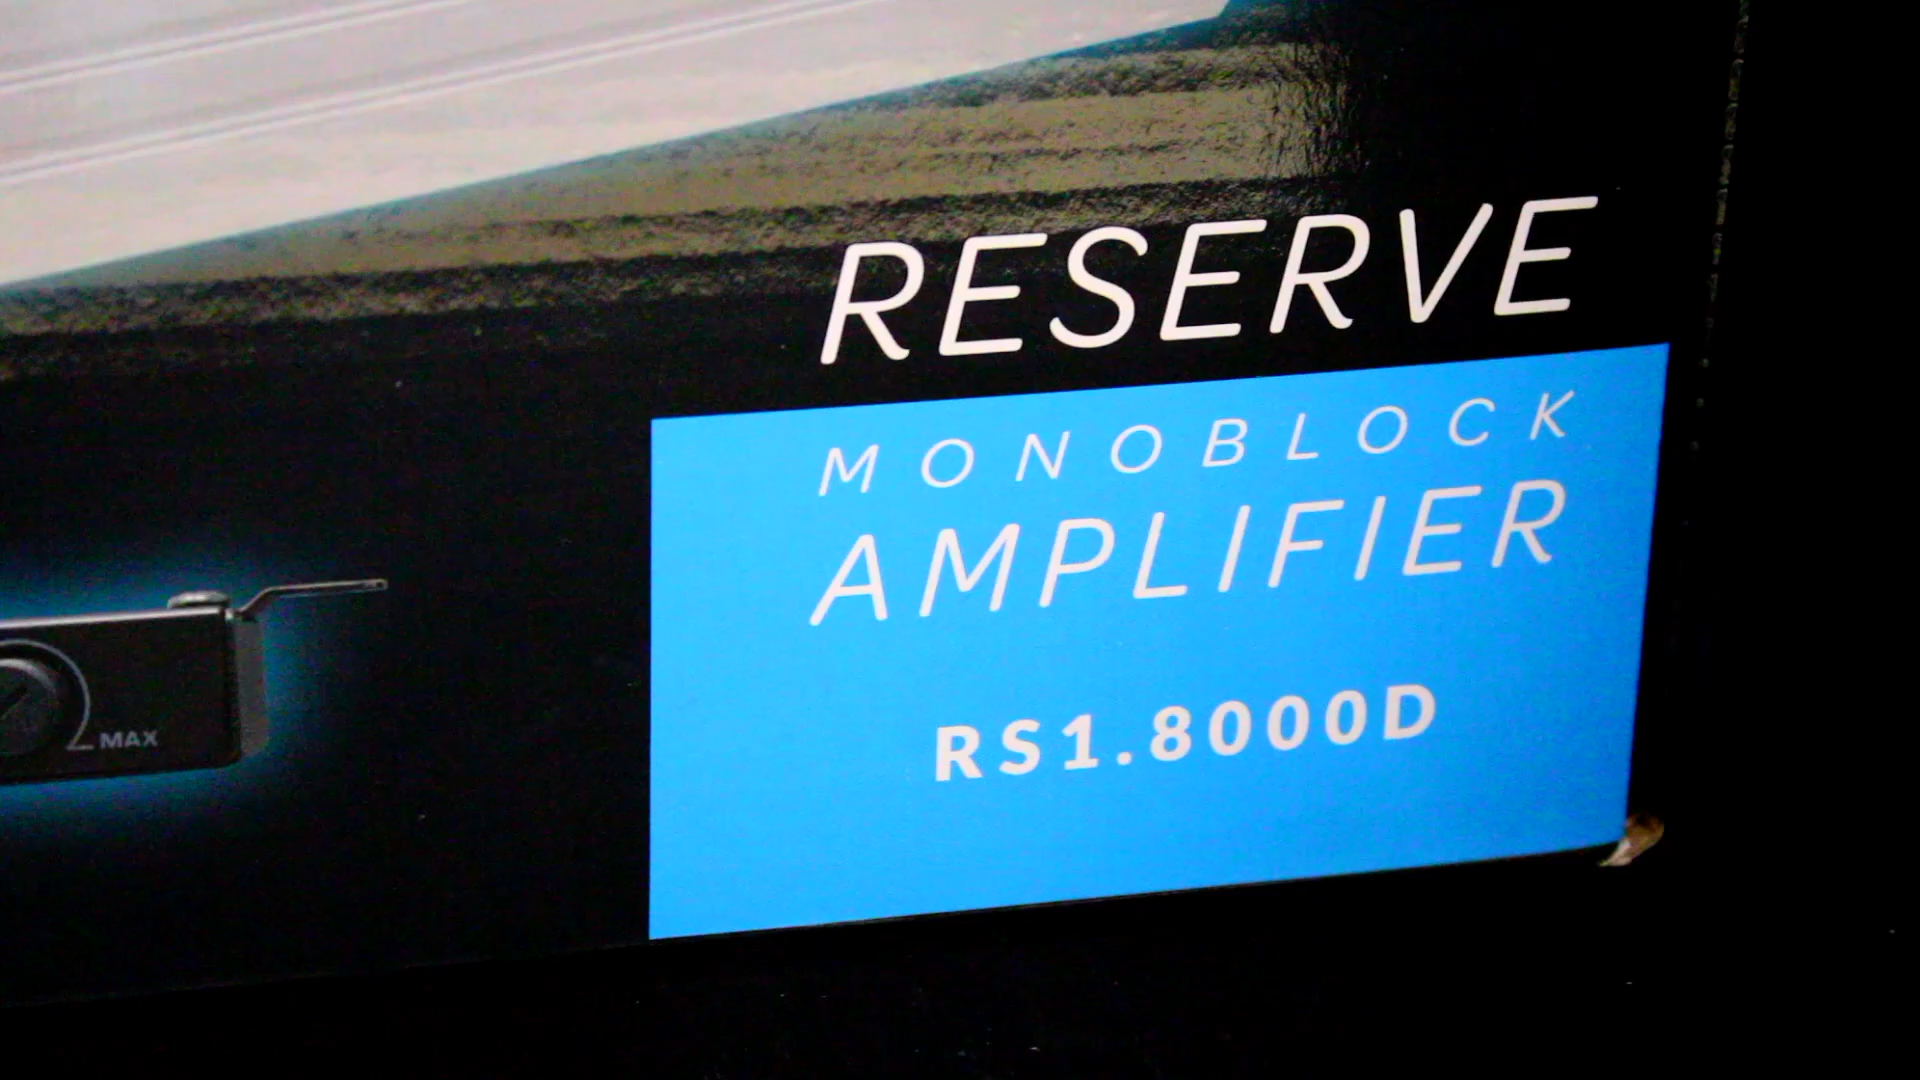 RESERVE
MONOBLOCK
AMPLIFIER
RS1.8000D
MAX